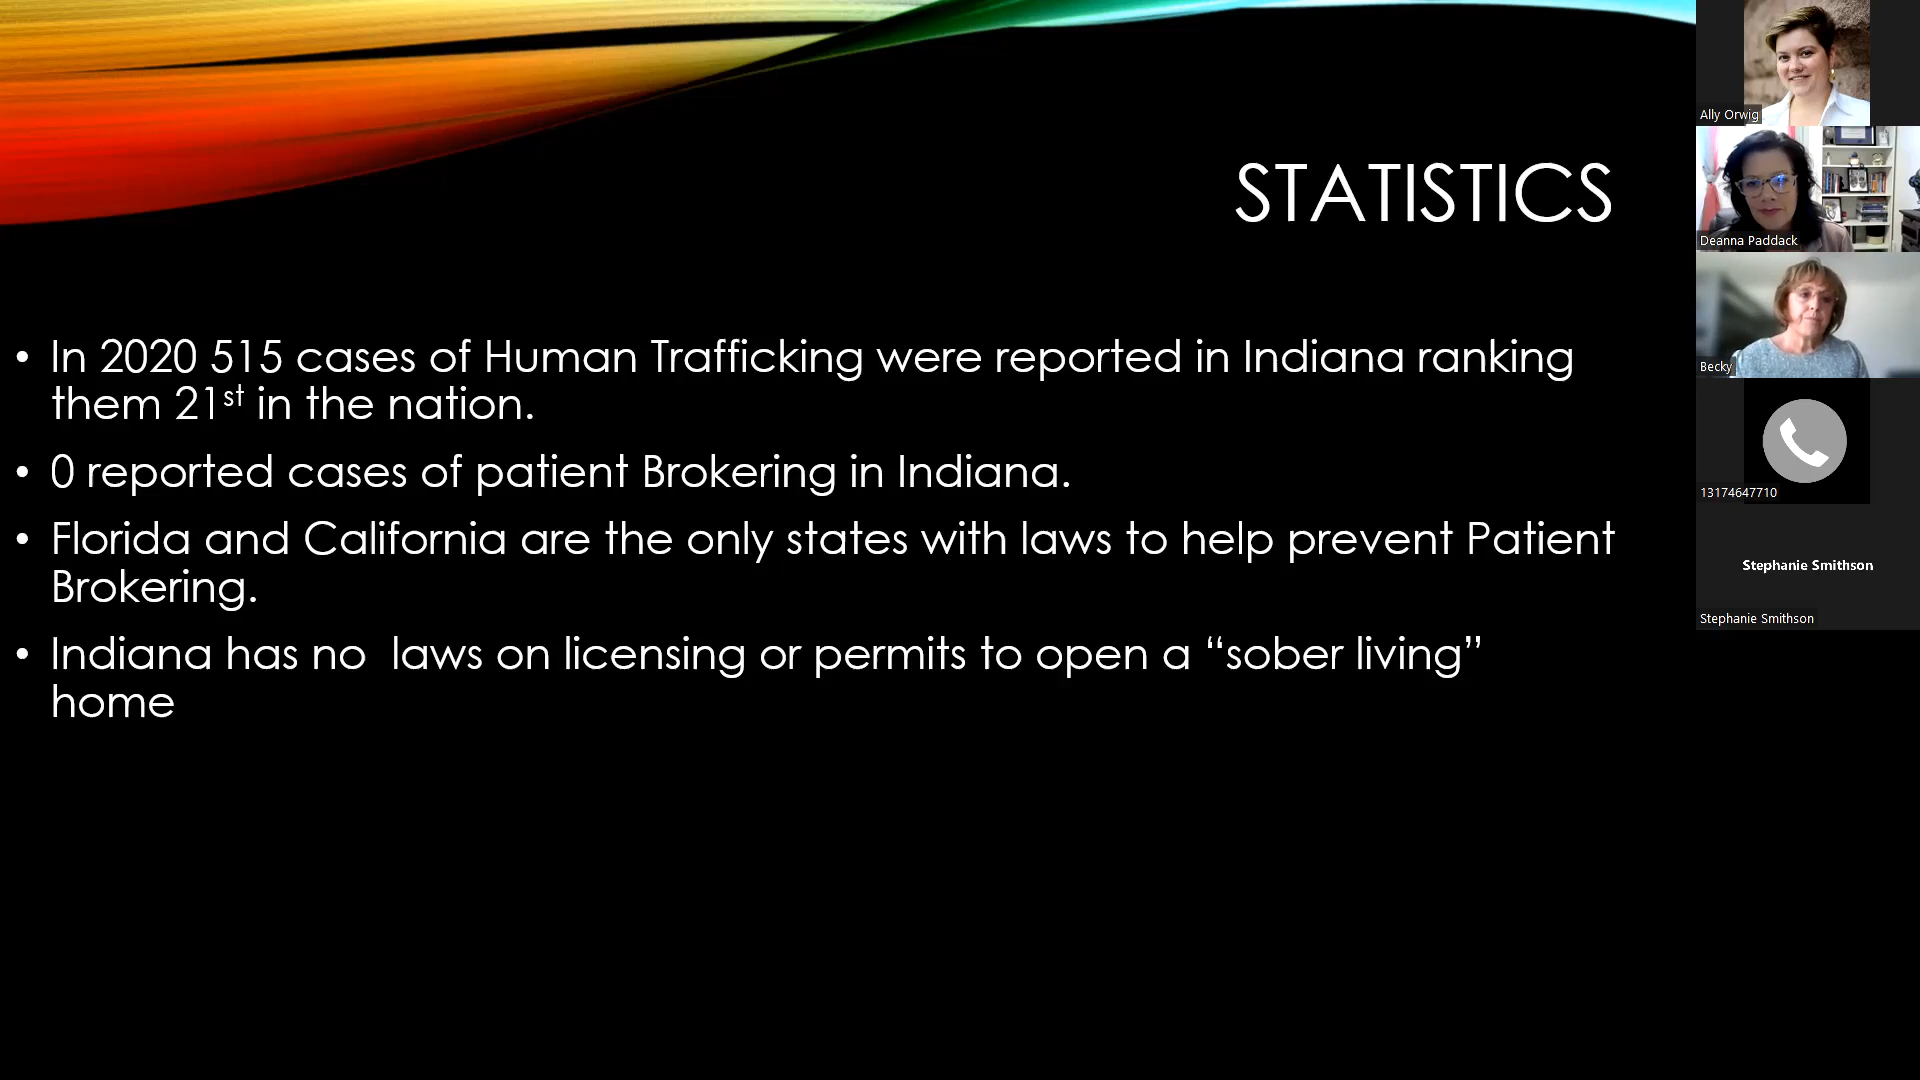 STATISTICS
• In 2020 515 cases of Human Trafficking were reported in Indiana ranking
them 21st in the nation.
• 0 reported cases of patient Brokering in Indiana.
• Florida and California are the only states with laws to help prevent Patient
Brokering.
• Indiana has no  laws on licensing or permits to open a “sober living”
home
Ally Orwig
Deanna Paddack
Becky
13174647710
Stephanie Smithson
Stephanie Smithson